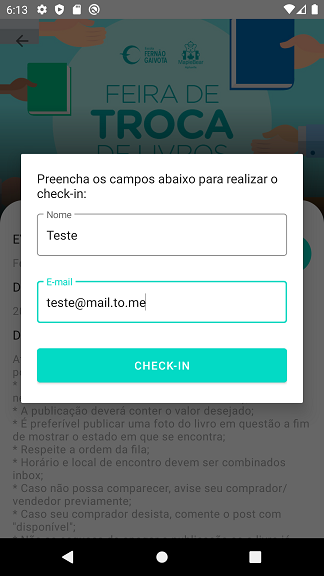 6:13
FERNÃO
GAIVOTA
FEIRA DE
TROCA
DE LIVROS
Preencha os campos abaixo para realizar o
check-in:
Nome
Teste
E-mail
teste@mail.to.me
CHECK-IN
* A publicação deverá conter o valor desejado;
* É preferível publicar uma foto do livro em questão a fim
de mostrar o estado em que se encontra;
* Respeite a ordem da fila;
* Horário e local de encontro devem ser combinados
inbox;
* Caso não possa comparecer, avise seu comprador/
vendedor previamente;
* Caso seu comprador desista, comente o post com
"disponível";